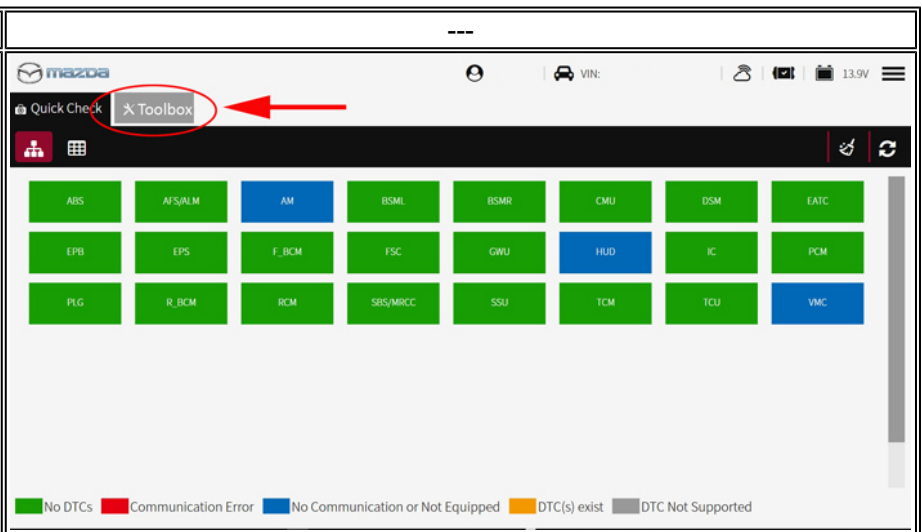 ---
mazda VIN: 13.9V
Quick Check Toolbox
ABS AFS/ALM AM BSML BSMR CMU DSM EATC
EPB EPS F_BCM FSC GWU HUD IC PCM
PLG R_BCM RCM SBS/MRCC SSU TCM TCU VMC
No DTCs Communication Error No Communication or Not Equipped DTC(s) exist DTC Not Supported